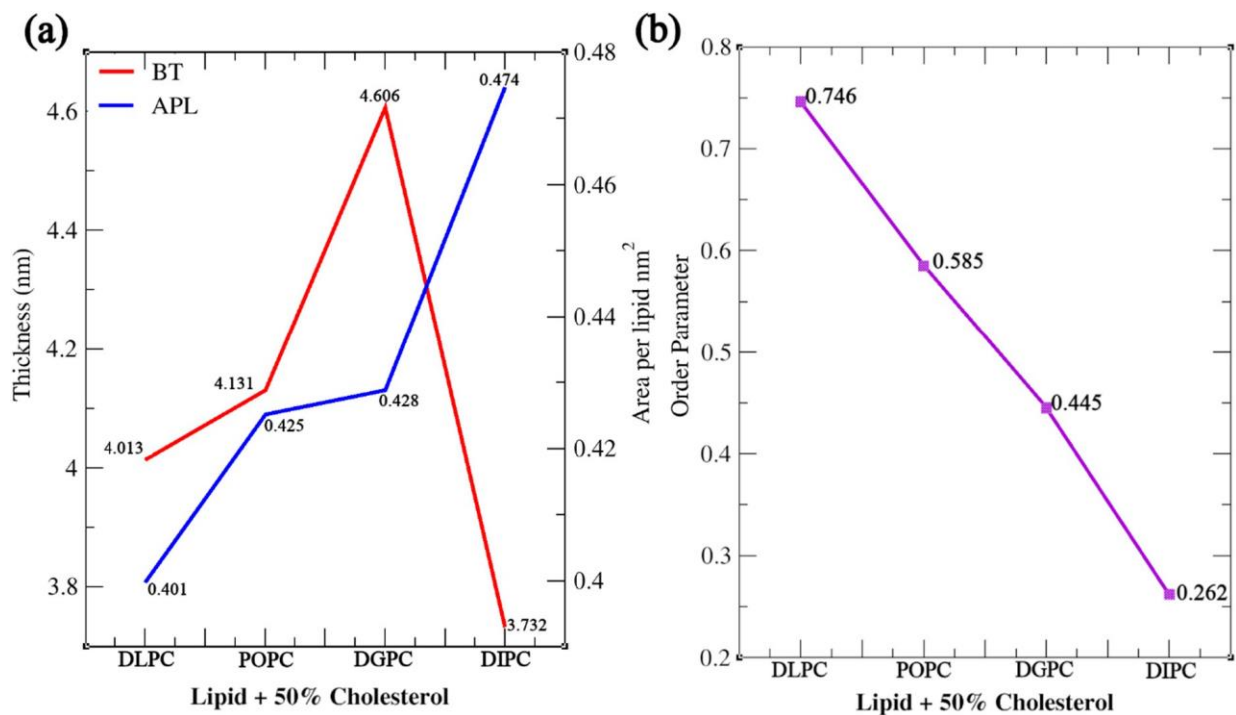 (a)
BT
APL
4.6
4.4
4.2
4
3.8
Thickness (nm)
4.013
4.131
4.606
3.732
0.401
0.425
0.428
0.474
0.48
0.46
0.44
0.42
0.4
Area per lipid nm²
DLPC POPC DGPC DIPC
Lipid + 50% Cholesterol
(b)
0.8
0.7
0.6
0.5
0.4
0.3
0.2
Order Parameter
0.746
0.585
0.445
0.262
DLPC POPC DGPC DIPC
Lipid + 50% Cholesterol